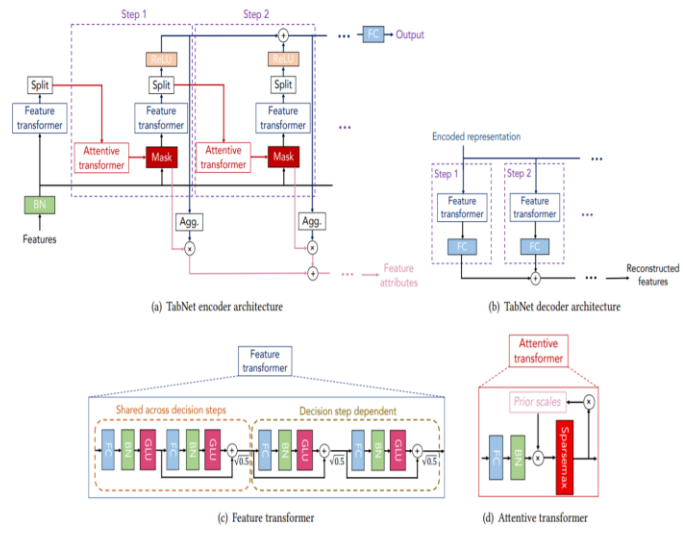 Step 1
Step 2
FC
Output
ReLU
ReLU
Split
Split
Split
Feature
transformer
Feature
transformer
Feature
transformer
Attentive
transformer
Mask
Attentive
transformer
Mask
BN
Features
Agg.
Agg.
Feature
attributes
(a) TabNet encoder architecture
Encoded representation
Step 1
Step 2
Feature
transformer
Feature
transformer
FC
FC
Reconstructed
features
(b) TabNet decoder architecture
Feature
transformer
Shared across decision steps
Decision step dependent
FC
BN
GLU
FC
BN
GLU
√0.5
FC
BN
GLU
√0.5
FC
BN
GLU
√0.5
(c) Feature transformer
Attentive
transformer
Prior scales
FC
BN
Sparsemax
(d) Attentive transformer